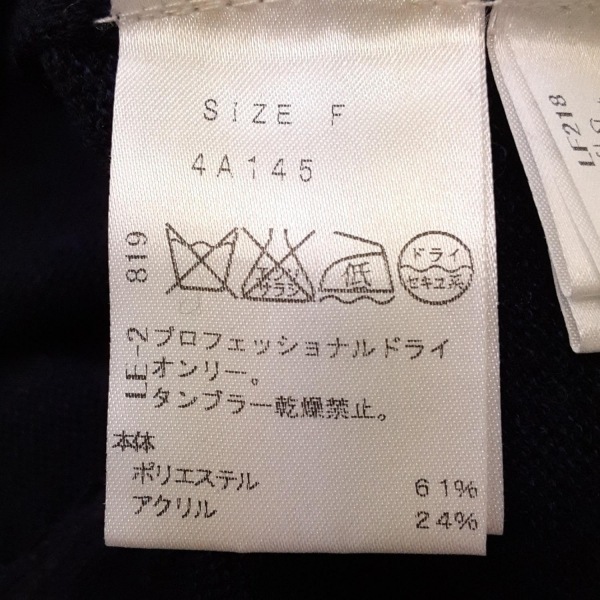 SIZE F
4A145
819
エンソ
サラシ
低
ドライ
セキユ系
LE-2
プロフェッショナルドライ
オンリー。
タンブラー乾燥禁止。
本体
ポリエステル 61%
アクリル 24%
LF218